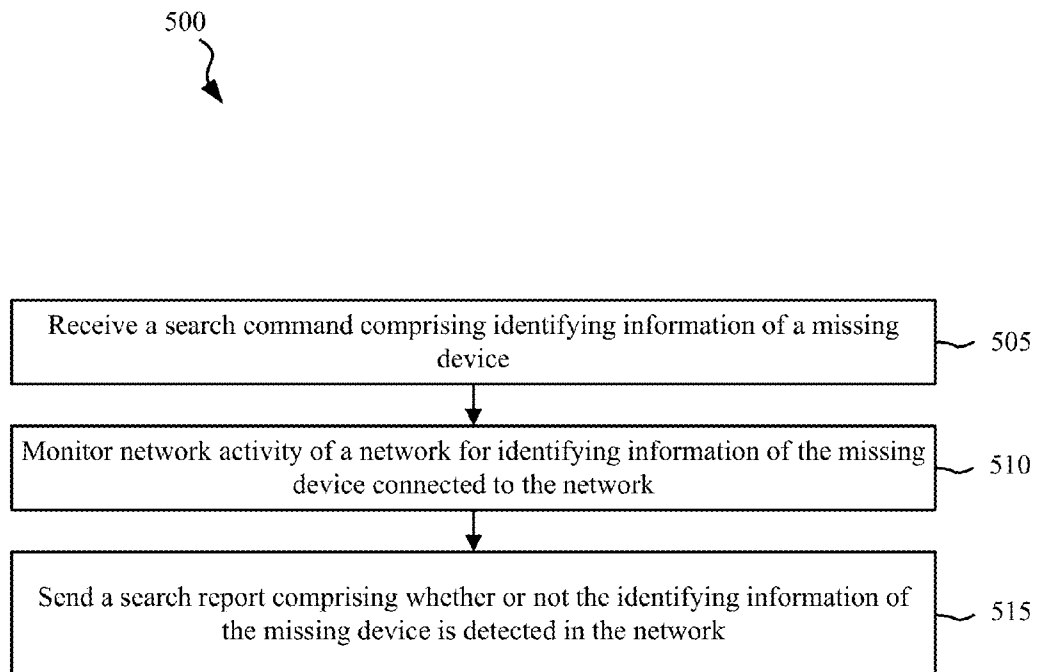 500
Receive a search command comprising identifying information of a missing
device
505
Monitor network activity of a network for identifying information of the missing
device connected to the network
510
Send a search report comprising whether or not the identifying information of
the missing device is detected in the network
515